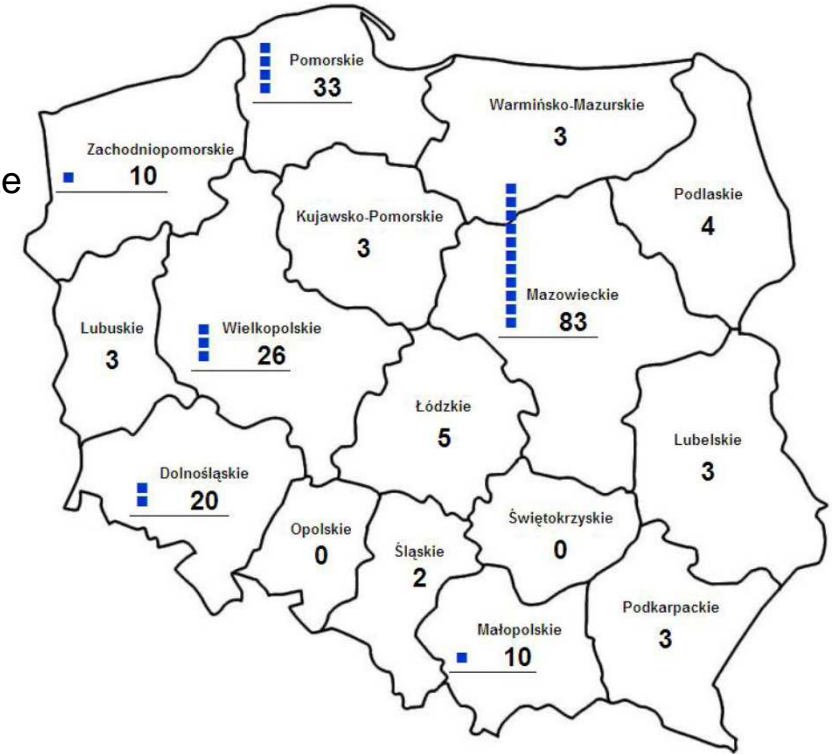 Pomorskie
33
Warmińsko-Mazurskie
3
Zachodniopomorskie
10
e
Podlaskie
4
Kujawsko-Pomorskie
3
Mazowieckie
83
Lubuskie
3
Wielkopolskie
26
Łódzkie
5
Lubelskie
3
Dolnośląskie
20
Opolskie
0
Śląskie
2
Świętokrzyskie
0
Podkarpackie
3
Małopolskie
10